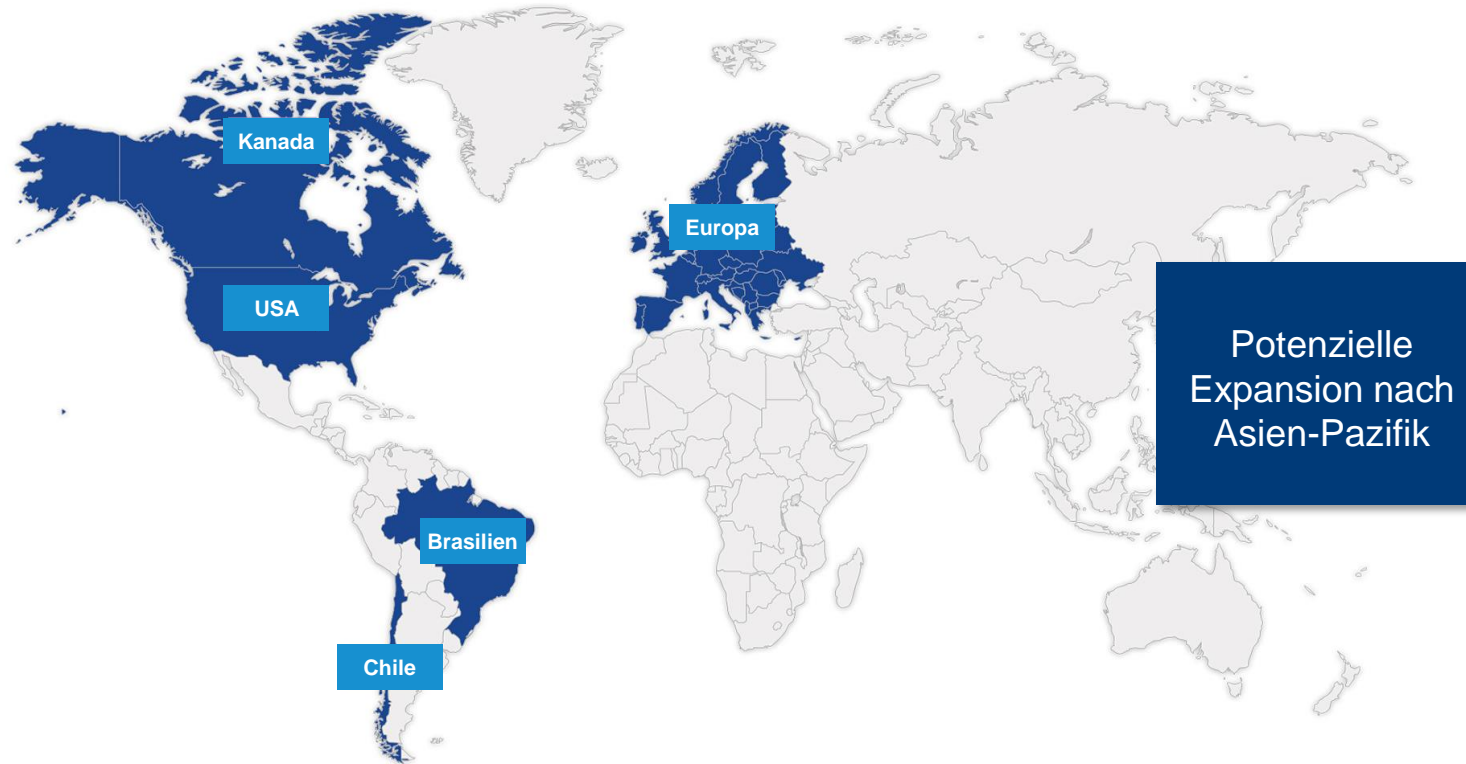 Kanada
Europa
USA
Potenzielle
Expansion nach
Asien-Pazifik
Brasilien
Chile